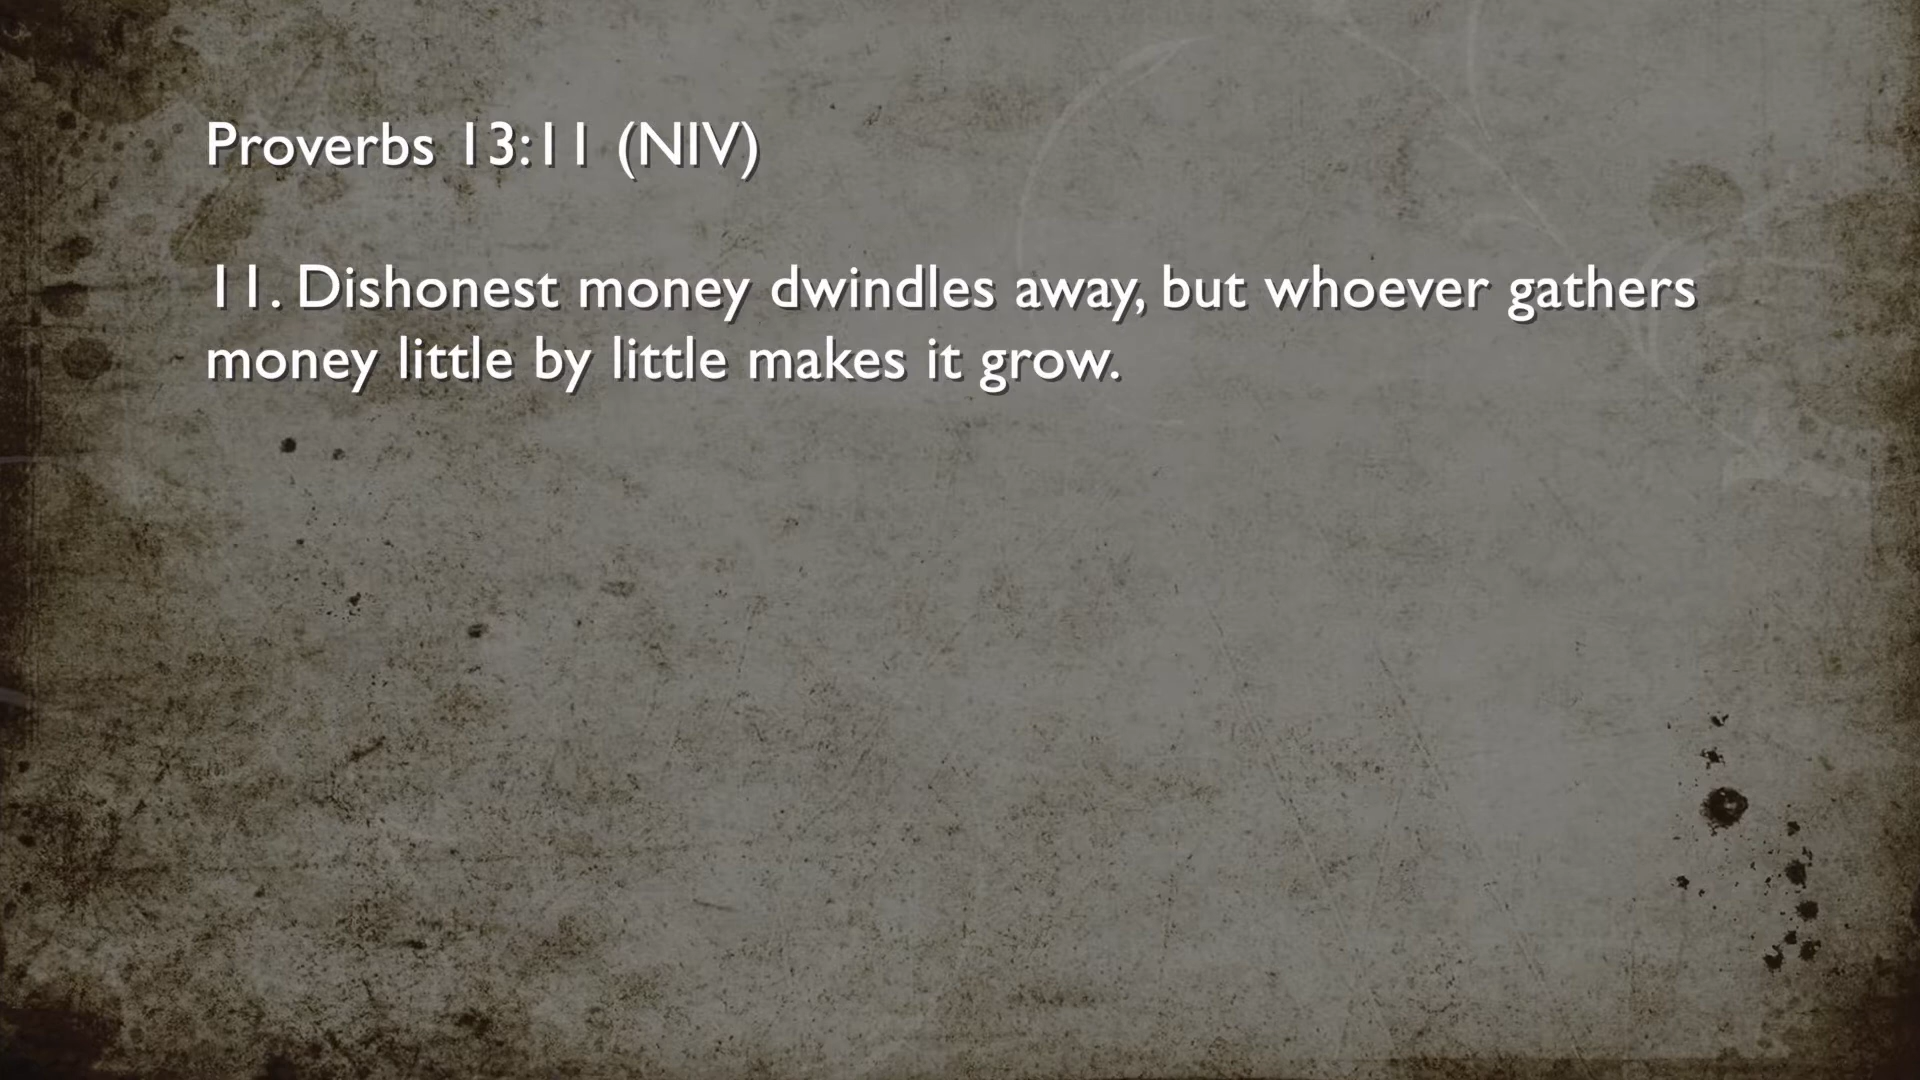 Proverbs 13:11 (NIV)
11. Dishonest money dwindles away, but whoever gathers
money little by little makes it grow.